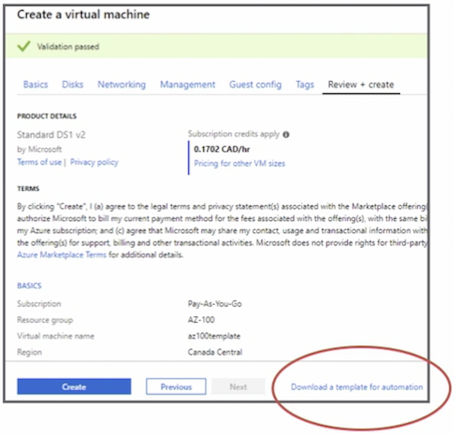 Create a virtual machine
Validation passed
Basics Disks Networking Management Guest config Tags Review + create
PRODUCT DETAILS
Standard DS1 v2
by Microsoft
Terms of use | Privacy policy
Subscription credits apply
0.1702 CAD/hr
Pricing for other VM sizes
TERMS
By clicking "Create", I (a) agree to the legal terms and privacy statement(s) associated with the Marketplace offering(
authorize Microsoft to bill my current payment method for the fees associated with the offering(s), with the same bi
my Azure subscription; and (c) agree that Microsoft may share my contact, usage and transactional information with
the offering(s) for support, billing and other transactional activities. Microsoft does not provide rights for third-party
Azure Marketplace Terms for additional details.
BASICS
Subscription Pay-As-You-Go
Resource group AZ-100
Virtual machine name az100template
Region Canada Central
Create Previous Next Download a template for automation